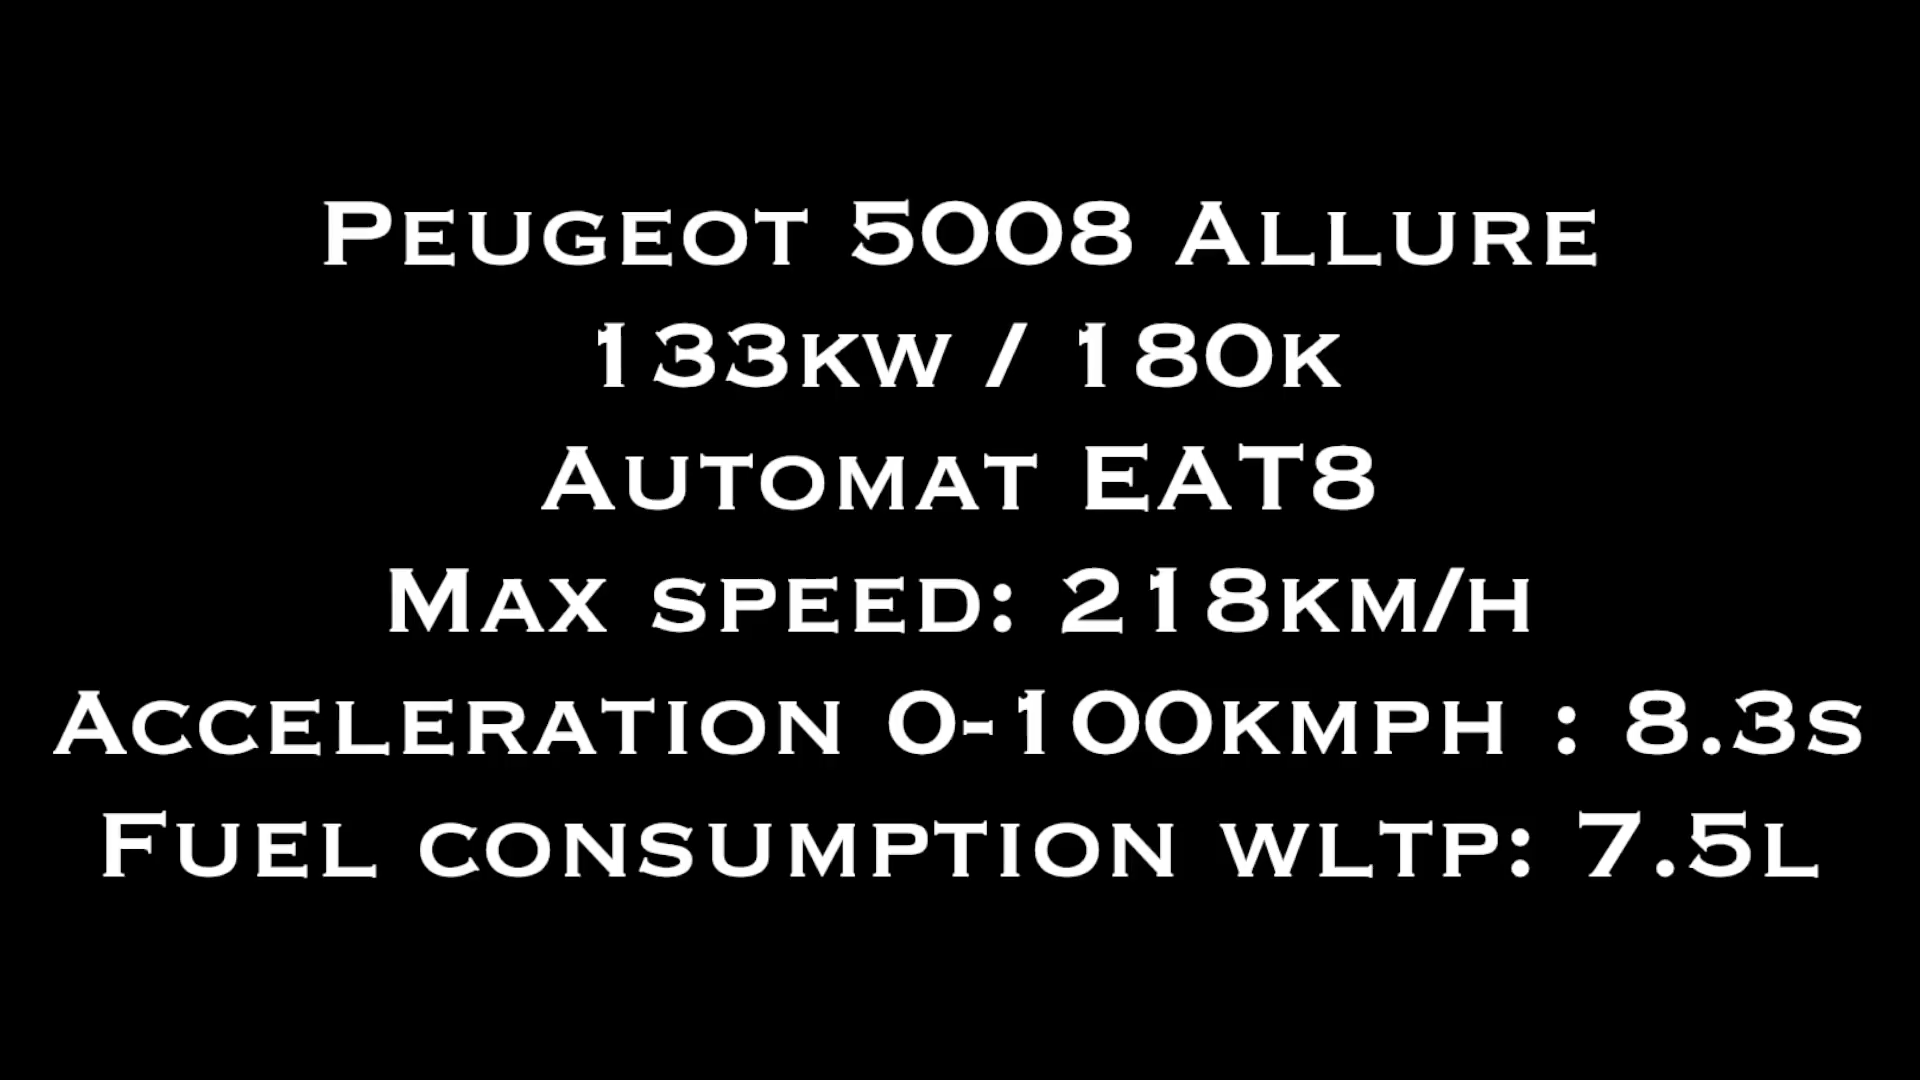 Peugeot 5008 Allure
133kw / 180k
Automat EAT8
Max speed: 218km/h
Acceleration 0-100kmph : 8.3s
Fuel consumption wltp: 7.5l